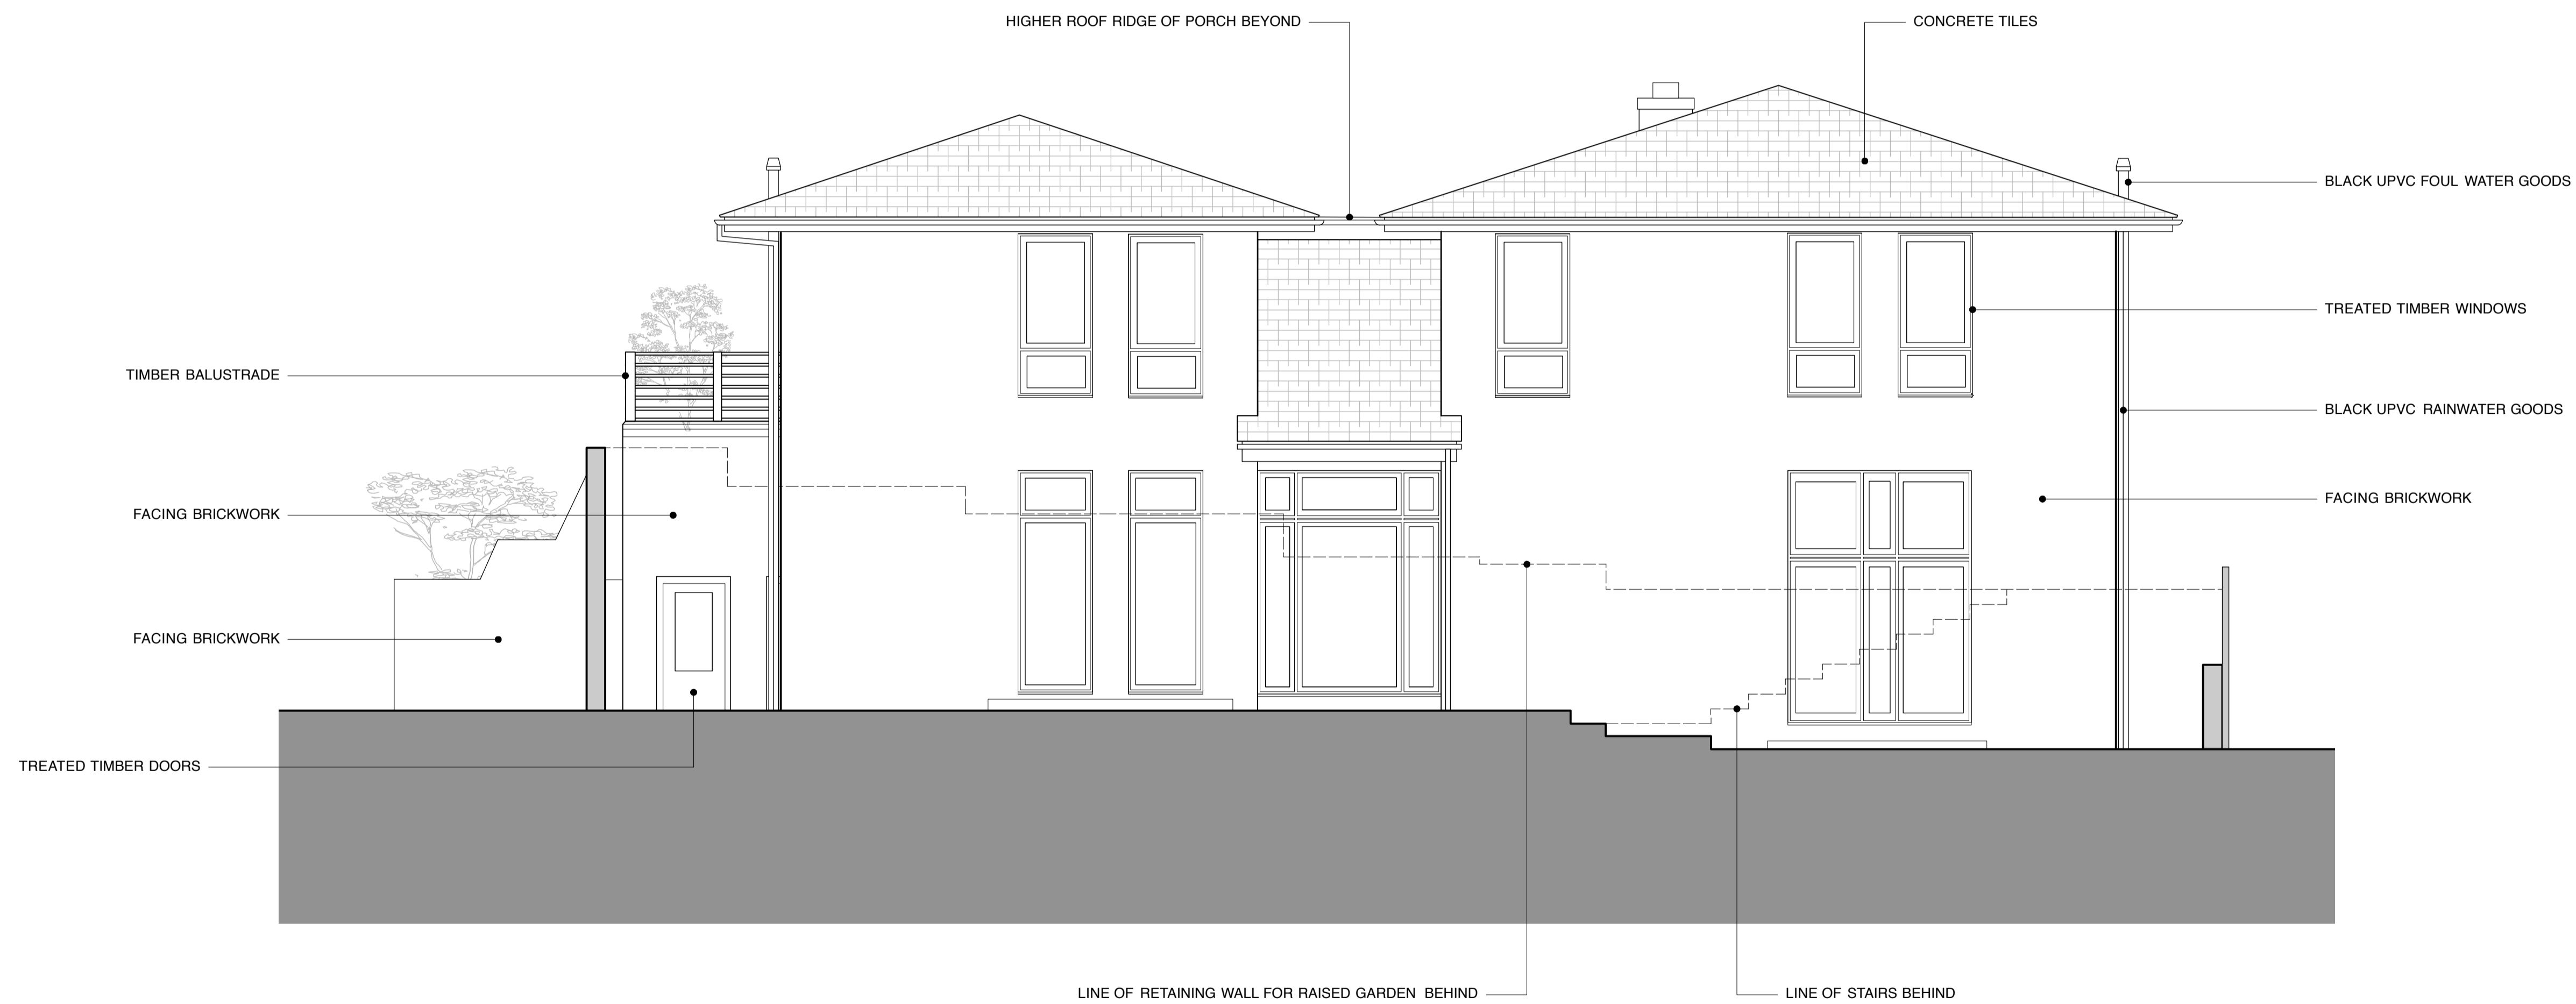 HIGHER ROOF RIDGE OF PORCH BEYOND
CONCRETE TILES
BLACK UPVC FOUL WATER GOODS
TREATED TIMBER WINDOWS
TIMBER BALUSTRADE
BLACK UPVC RAINWATER GOODS
FACING BRICKWORK
FACING BRICKWORK
FACING BRICKWORK
TREATED TIMBER DOORS
LINE OF RETAINING WALL FOR RAISED GARDEN BEHIND
LINE OF STAIRS BEHIND